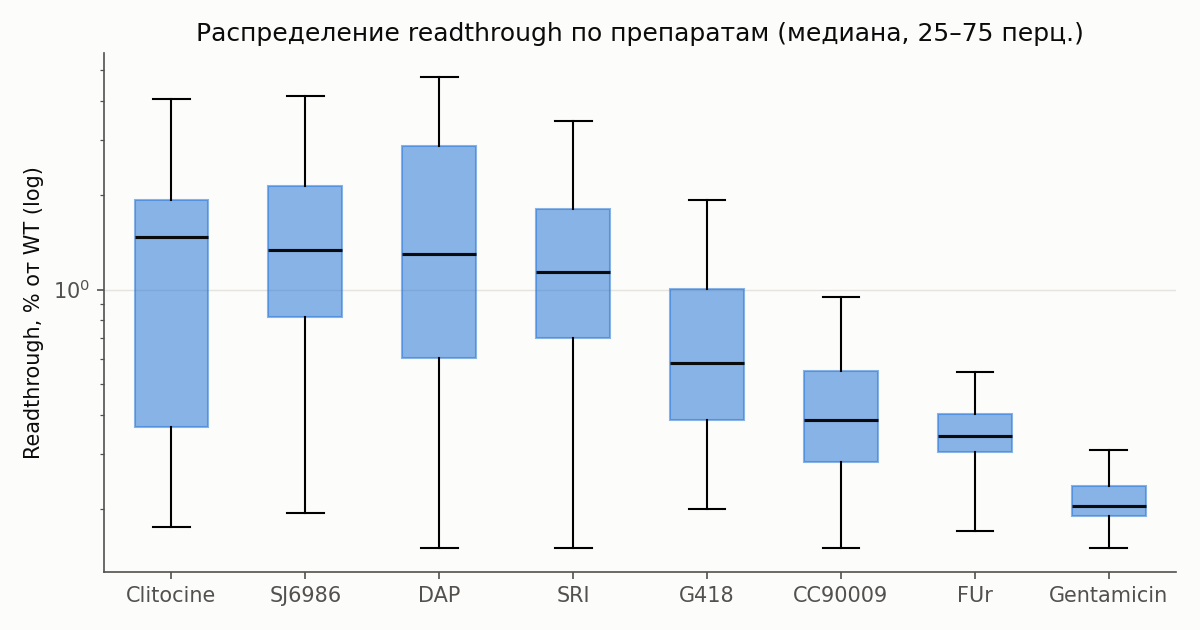 Распределение readthrough по препаратам (медиана, 25–75 перц.)
Readthrough, % от WT (log)
10⁰
Clitocine SJ6986 DAP SRI G418 CC90009 FUr Gentamicin